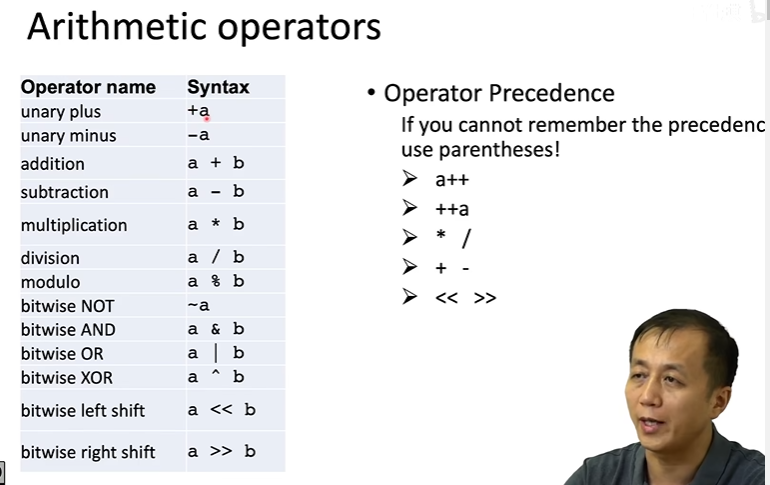 Arithmetic operators
Operator name Syntax
unary plus +a
unary minus -a
addition a + b
subtraction a - b
multiplication a * b
division a / b
modulo a % b
bitwise NOT ~a
bitwise AND a & b
bitwise OR a | b
bitwise XOR a ^ b
bitwise left shift a << b
bitwise right shift a >> b
• Operator Precedence
If you cannot remember the precedenc
use parentheses!
➢ a++
➢ ++a
➢ * /
➢ + -
➢ << >>